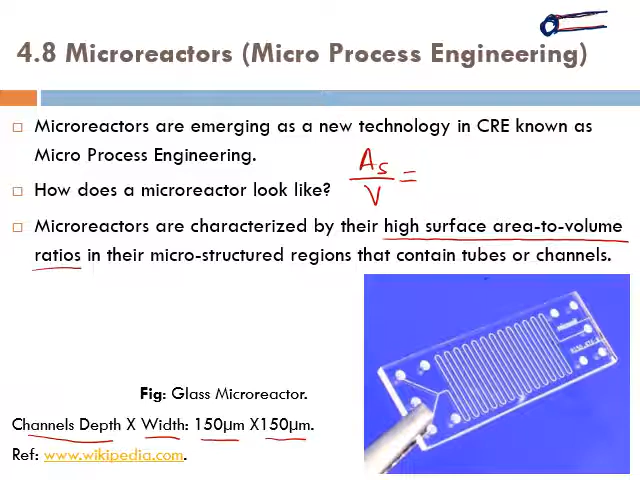 4.8 Microreactors (Micro Process Engineering)
Microreactors are emerging as a new technology in CRE known as
Micro Process Engineering.
How does a microreactor look like?
A_s/V =
Microreactors are characterized by their high surface area-to-volume
ratios in their micro-structured regions that contain tubes or channels.
Fig: Glass Microreactor.
Channels Depth X Width: 150µm X150µm.
Ref: www.wikipedia.com.